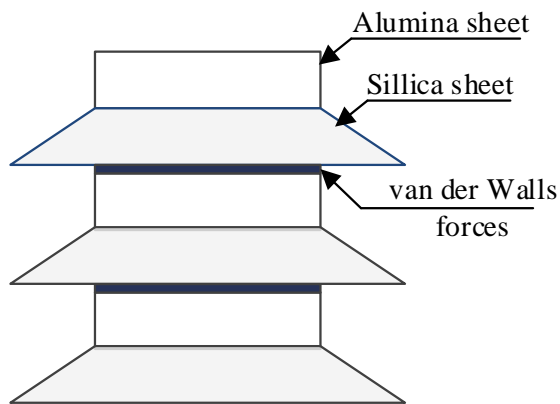 Alumina sheet
Sillica sheet
van der Walls
forces